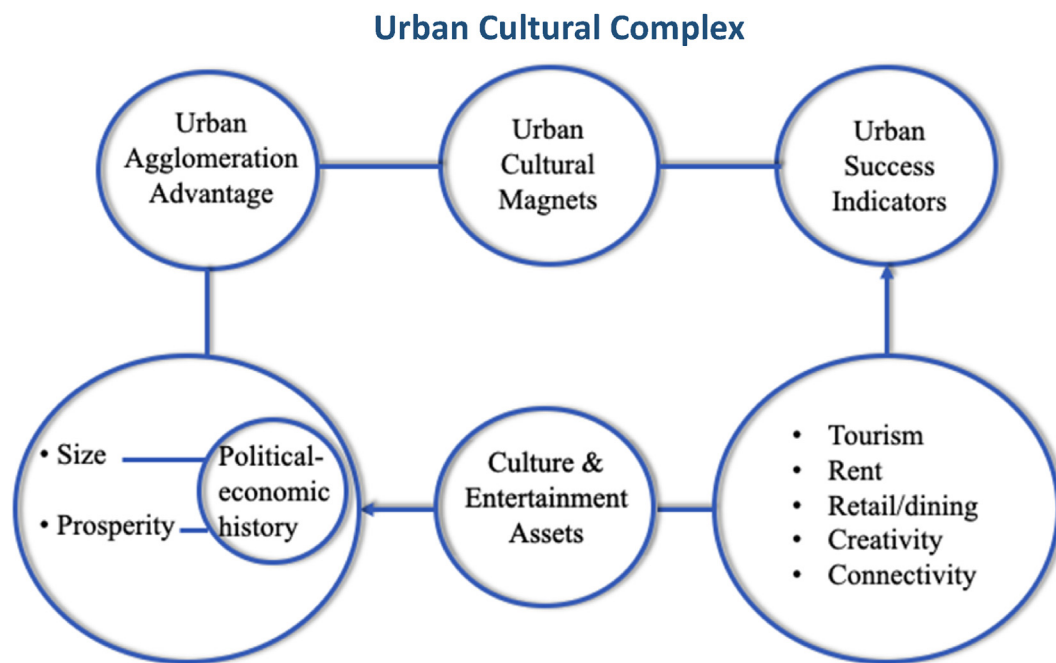 Urban Cultural Complex
Urban
Agglomeration
Advantage
Urban
Cultural
Magnets
Urban
Success
Indicators
• Size
• Prosperity
Political-
economic
history
Culture &
Entertainment
Assets
• Tourism
• Rent
• Retail/dining
• Creativity
• Connectivity